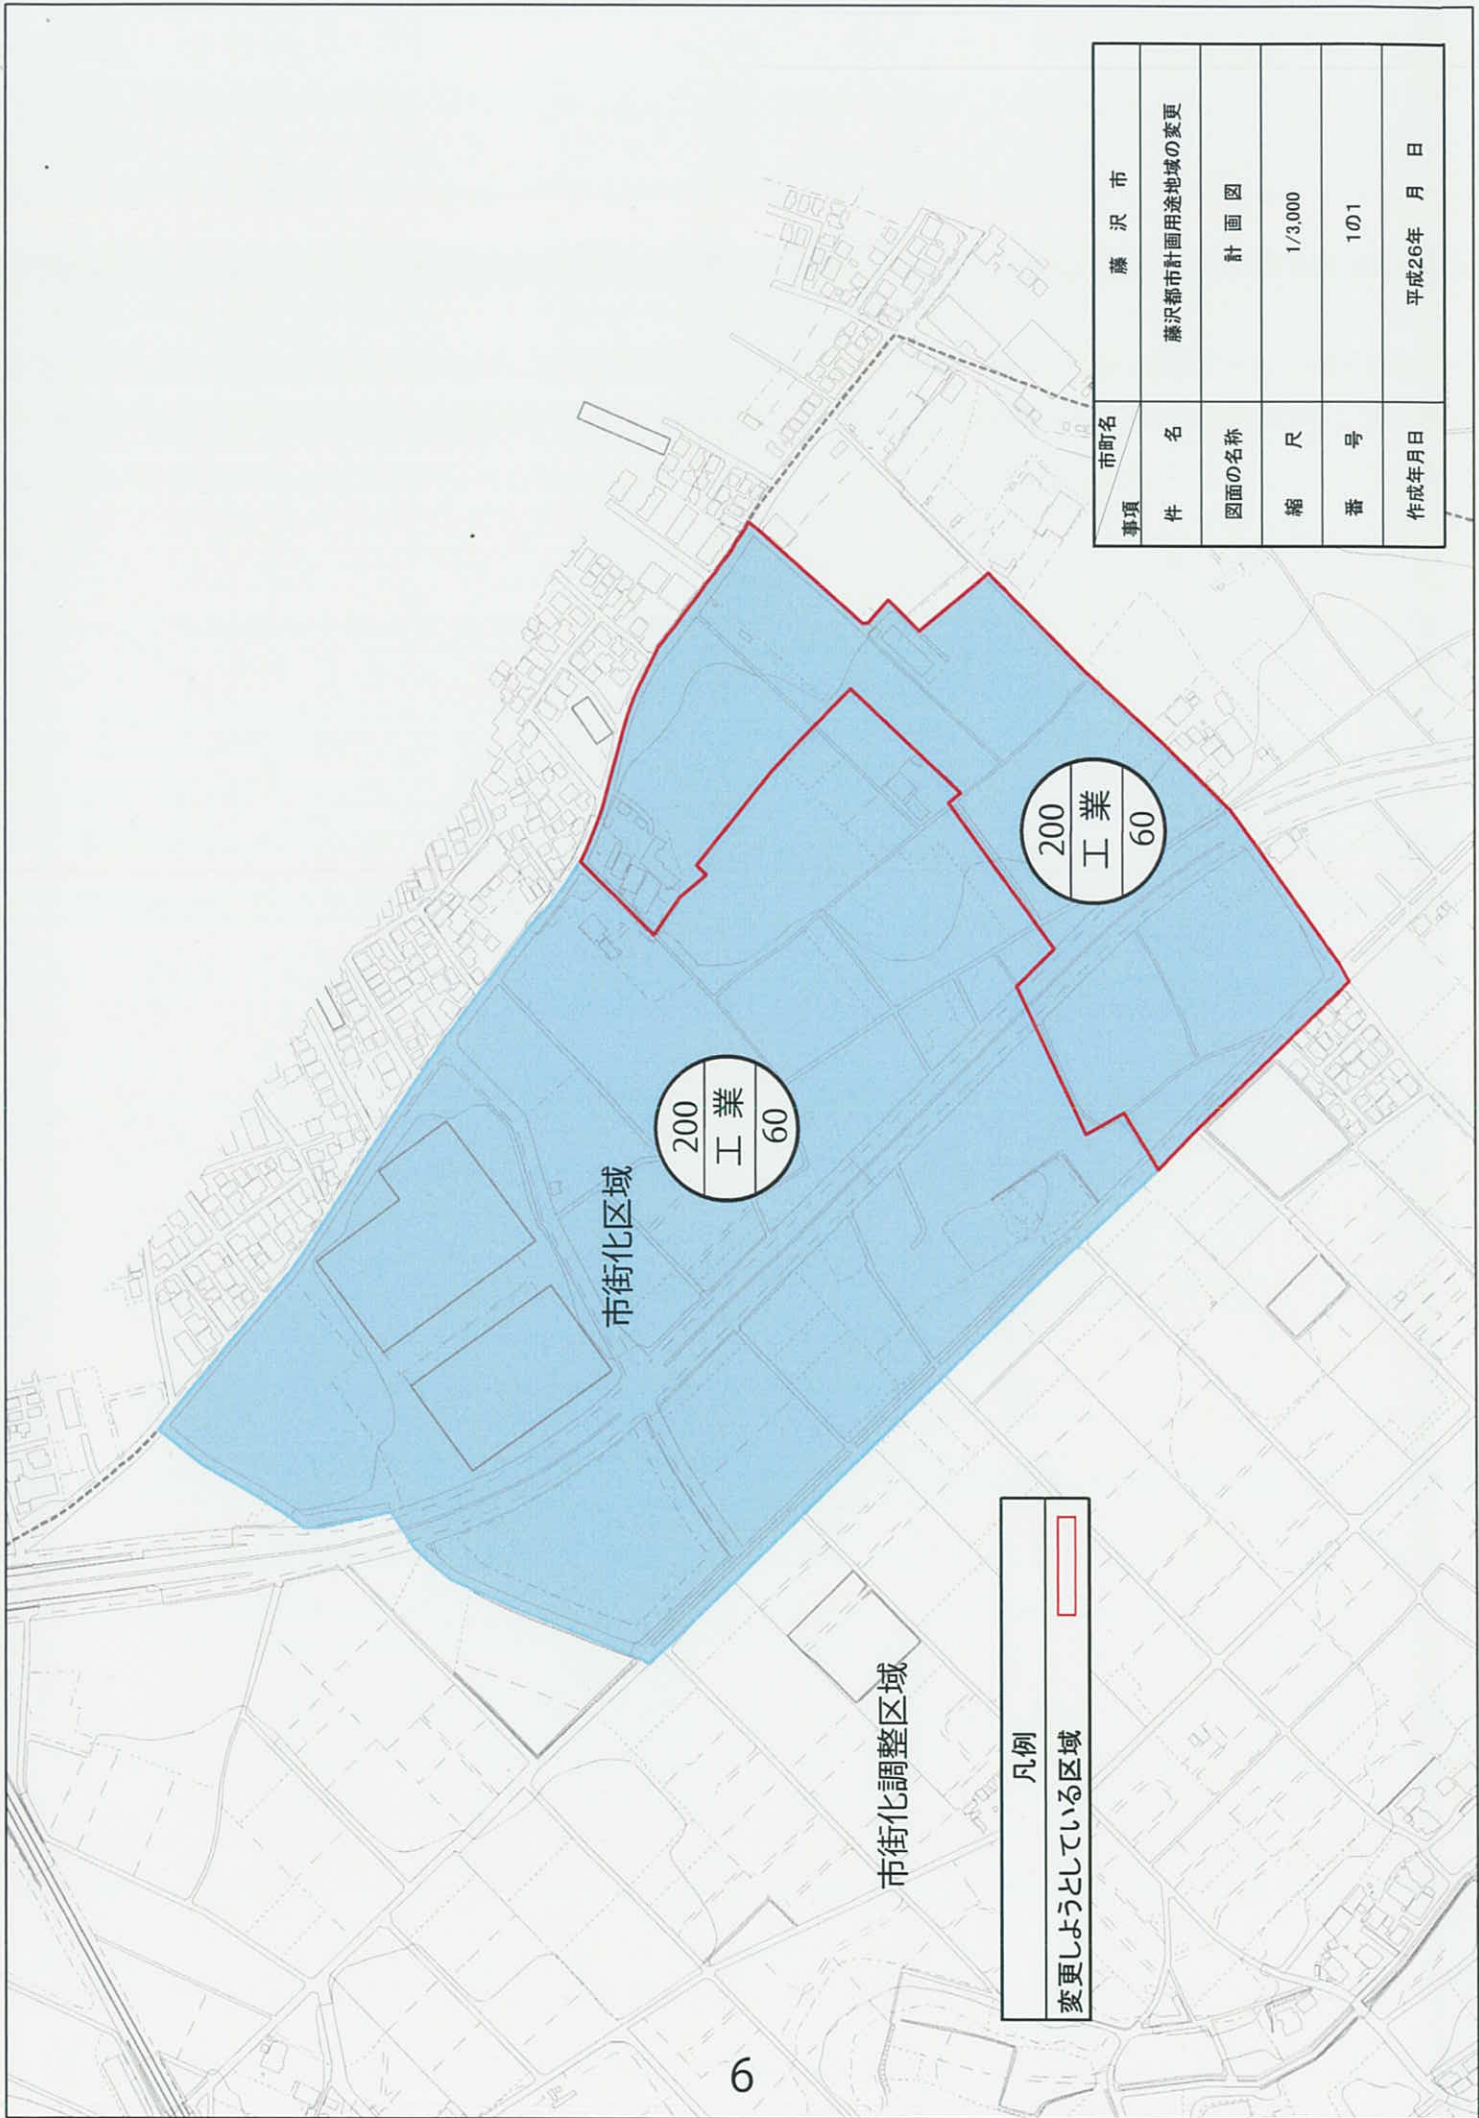 市町名
事項
藤沢市
件名
藤沢都市計画用途地域の変更
図面の名称
計画図
縮尺
1/3,000
番号
1の1
作成年月日
平成26年 月 日
200
工業
60
200
工業
60
市街化区域
市街化調整区域
凡例
変更しようとしている区域
6